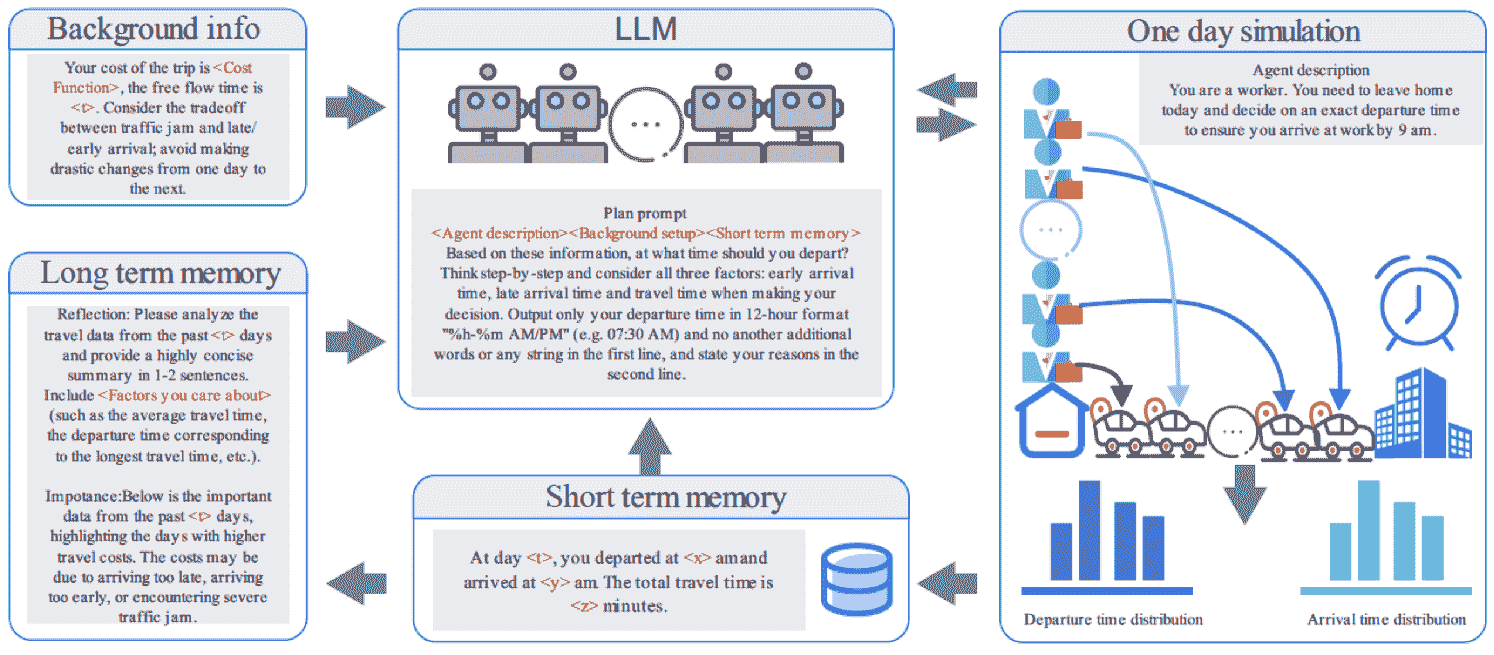 Background info
Your cost of the trip is <Cost
Function>, the free flow time is
<t>. Consider the tradeoff
between traffic jam and late/
early arrival; avoid making
drastic changes from one day to
the next.
Long term memory
Reflection: Please analyze the
travel data from the past <t> days
and provide a highly concise
summary in 1-2 sentences.
Include <Factors you care about>
(such as the average travel time,
the departure time corresponding
to the longest travel time, etc.).
Impotance:Below is the important
data from the past <t> days,
highlighting the days with higher
travel costs. The costs may be
due to arriving too late, arriving
too early, or encountering severe
traffic jam.
LLM
Plan prompt
<Agent description><Background setup><Short term memory>
Based on these information, at what time should you depart?
Think step-by-step and consider all three factors: early arrival
time, late arrival time and travel time when making your
decision. Output only your departure time in 12-hour format
"%h-%m AM/PM" (e.g. 07:30 AM) and no another additional
words or any string in the first line, and state your reasons in the
second line.
Short term memory
At day <t>, you departed at <x> am and
arrived at <y> am. The total travel time is
<z> minutes.
One day simulation
Agent description
You are a worker. You need to leave home
today and decide on an exact departure time
to ensure you arrive at work by 9 am.
Departure time distribution
Arrival time distribution